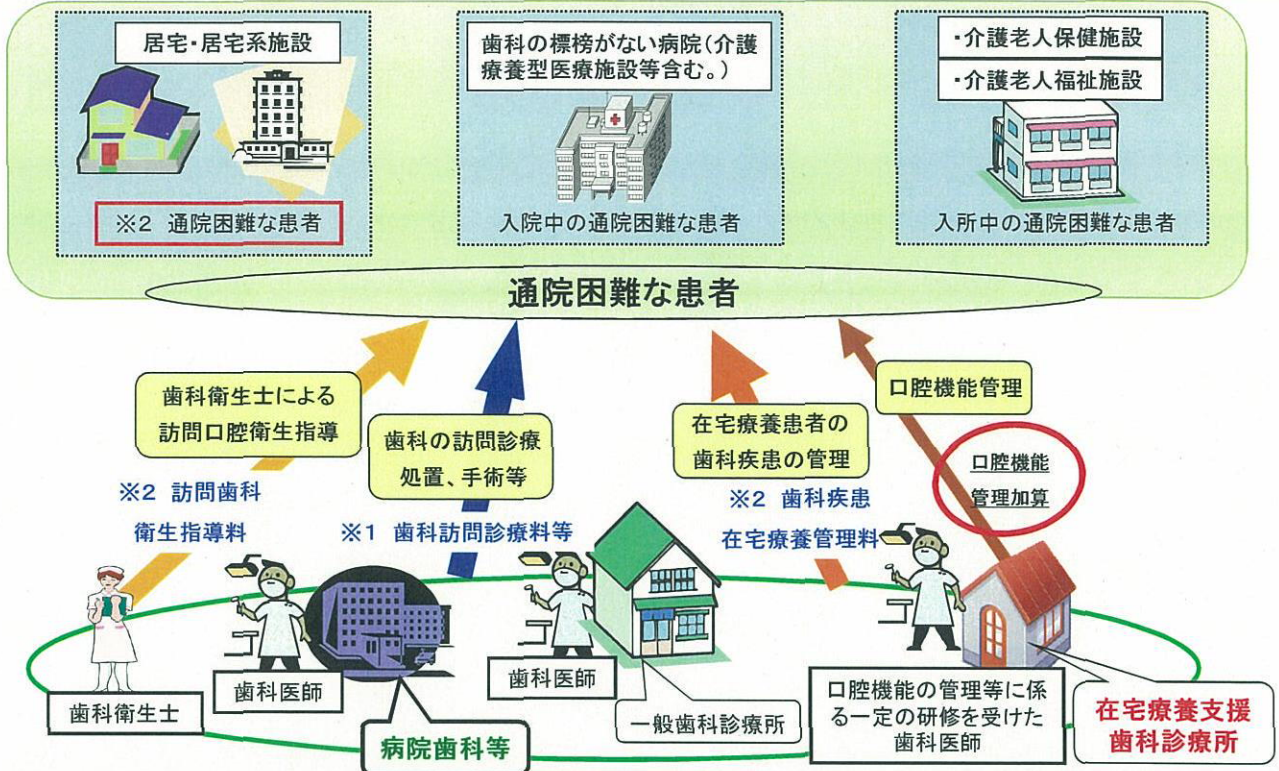 居宅・居宅系施設
※2 通院困難な患者
歯科の標榜がない病院（介護
療養型医療施設等含む。）
入院中の通院困難な患者
・介護老人保健施設
・介護老人福祉施設
入所中の通院困難な患者
通院困難な患者
歯科衛生士による
訪問口腔衛生指導
※2 訪問歯科
衛生指導料
歯科の訪問診療
処置、手術等
※1 歯科訪問診療料等
在宅療養患者の
歯科疾患の管理
※2 歯科疾患
在宅療養管理料
口腔機能管理
口腔機能
管理加算
歯科衛生士
歯科医師
病院歯科等
歯科医師
一般歯科診療所
口腔機能の管理等に係
る一定の研修を受けた
歯科医師
在宅療養支援
歯科診療所